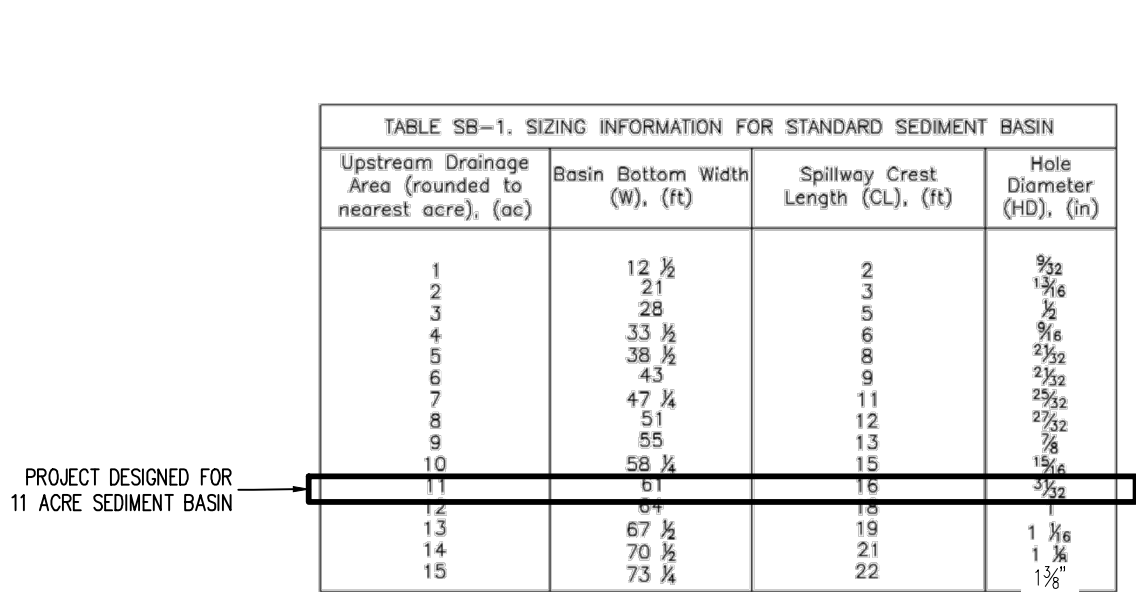 TABLE SB-1. SIZING INFORMATION FOR STANDARD SEDIMENT BASIN
Upstream Drainage Area (rounded to nearest acre), (ac) Basin Bottom Width (W), (ft) Spillway Crest Length (CL), (ft) Hole Diameter (HD), (in)
1 12 ½ 2 9/32
2 21 3 13/16
3 28 5 ½
4 33 ½ 6 9/16
5 38 ½ 8 21/32
6 43 9 21/32
7 47 ¼ 11 25/32
8 51 12 27/32
9 55 13 ⅞
10 58 ¼ 15 15/16
PROJECT DESIGNED FOR
11 ACRE SEDIMENT BASIN
11 61 16 31/32
12 64 18 1
13 67 ½ 19 1 1/16
14 70 ½ 21 1 ⅛
15 73 ¼ 22 1⅜"